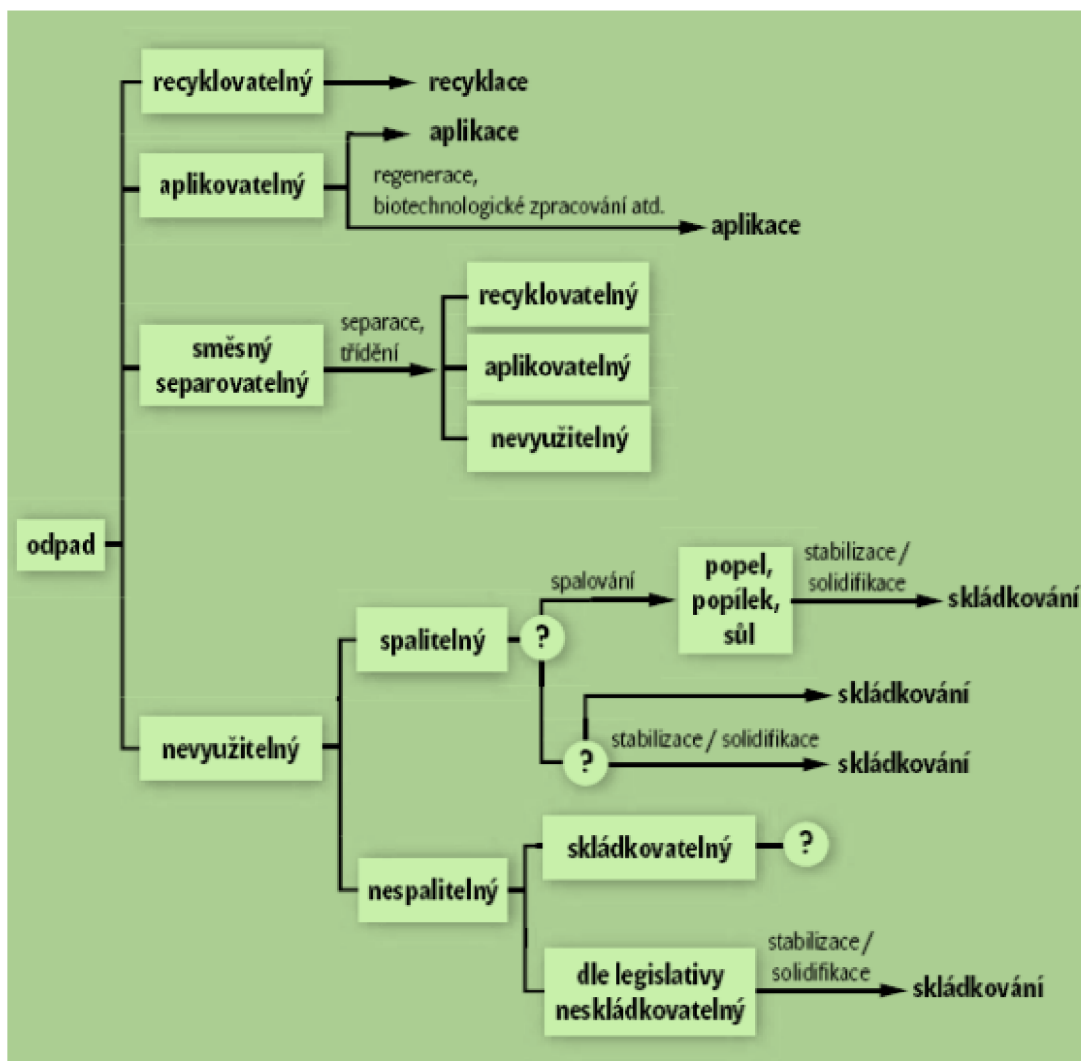 recyklovatelný
recyklace
aplikace
aplikovatelný
regenerace,
biotechnologické zpracování atd.
aplikace
směsný
separovatelný
separace,
třídění
recyklovatelný
aplikovatelný
nevyužitelný
odpad
nevyužitelný
spalitelný
?
spalování
popel,
popílek,
sůl
stabilizace /
solidifikace
skládkování
skládkování
?
stabilizace / solidifikace
skládkování
nespalitelný
skládkovatelný
?
dle legislativy
neskládkovatelný
stabilizace /
solidifikace
skládkování